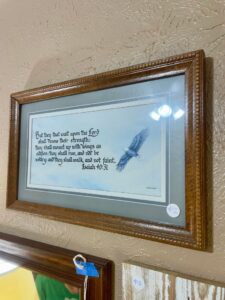 But they that wait upon the Lord
shall renew their strength;
they shall mount up with wings as
eagles; they shall run, and not be
weary; and they shall walk, and not faint.
Isaiah 40:31